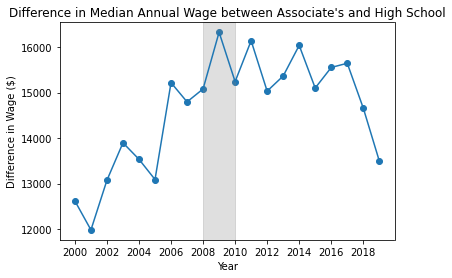 Difference in Median Annual Wage between Associate's and High School
Difference in Wage ($)
16000
15000
14000
13000
12000
2000 2002 2004 2006 2008 2010 2012 2014 2016 2018
Year